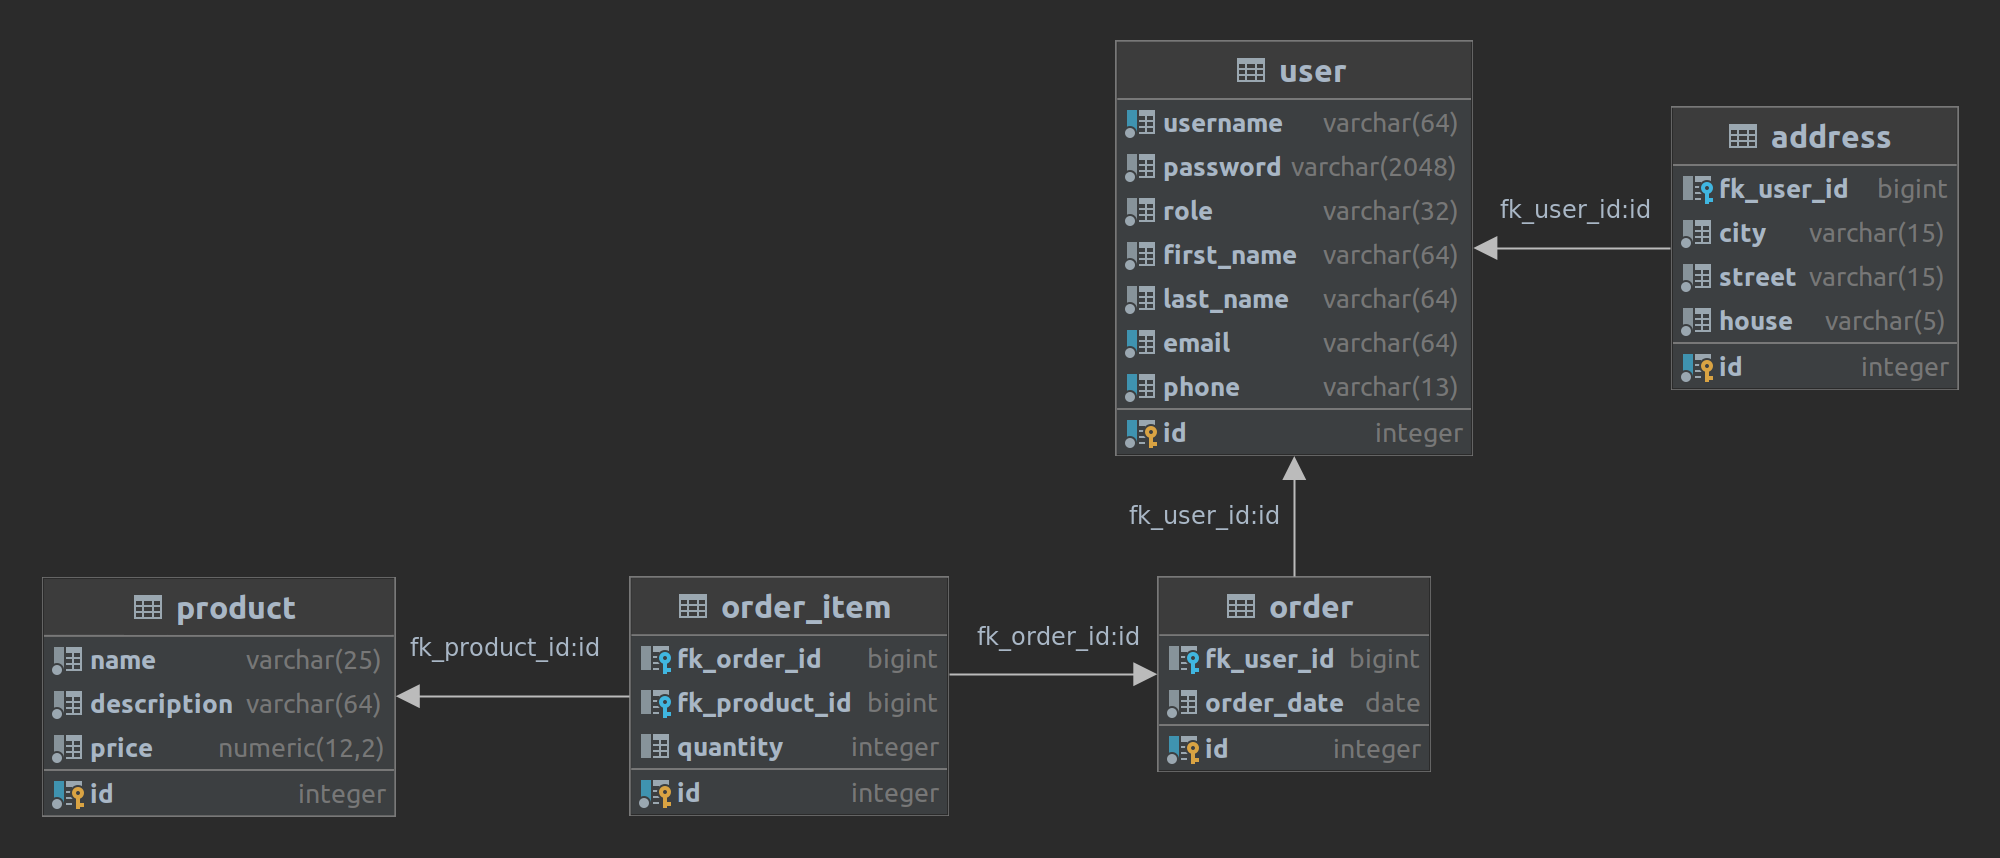 user
username varchar(64)
password varchar(2048)
role varchar(32)
first_name varchar(64)
last_name varchar(64)
email varchar(64)
phone varchar(13)
id integer
address
fk_user_id bigint
city varchar(15)
street varchar(15)
house varchar(5)
id integer
fk_user_id:id
fk_user_id:id
product
name varchar(25)
description varchar(64)
price numeric(12,2)
id integer
fk_product_id:id
order_item
fk_order_id bigint
fk_product_id bigint
quantity integer
id integer
fk_order_id:id
order
fk_user_id bigint
order_date date
id integer